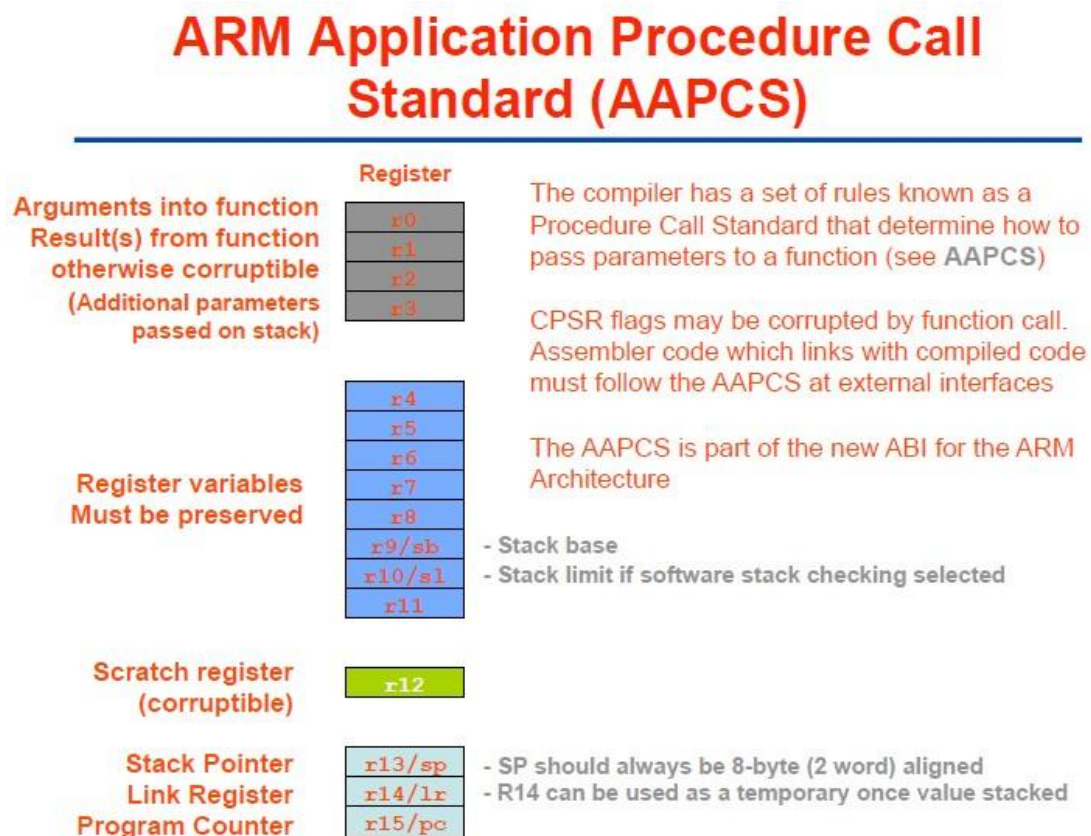 ARM Application Procedure Call
Standard (AAPCS)
Register
Arguments into function
Result(s) from function
otherwise corruptible
(Additional parameters
passed on stack)
r0
r1
r2
r3
The compiler has a set of rules known as a
Procedure Call Standard that determine how to
pass parameters to a function (see AAPCS)
CPSR flags may be corrupted by function call.
Assembler code which links with compiled code
must follow the AAPCS at external interfaces
The AAPCS is part of the new ABI for the ARM
Architecture
Register variables
Must be preserved
r4
r5
r6
r7
r8
r9/sb - Stack base
r10/sl - Stack limit if software stack checking selected
r11
Scratch register
(corruptible)
r12
Stack Pointer r13/sp - SP should always be 8-byte (2 word) aligned
Link Register r14/lr - R14 can be used as a temporary once value stacked
Program Counter r15/pc